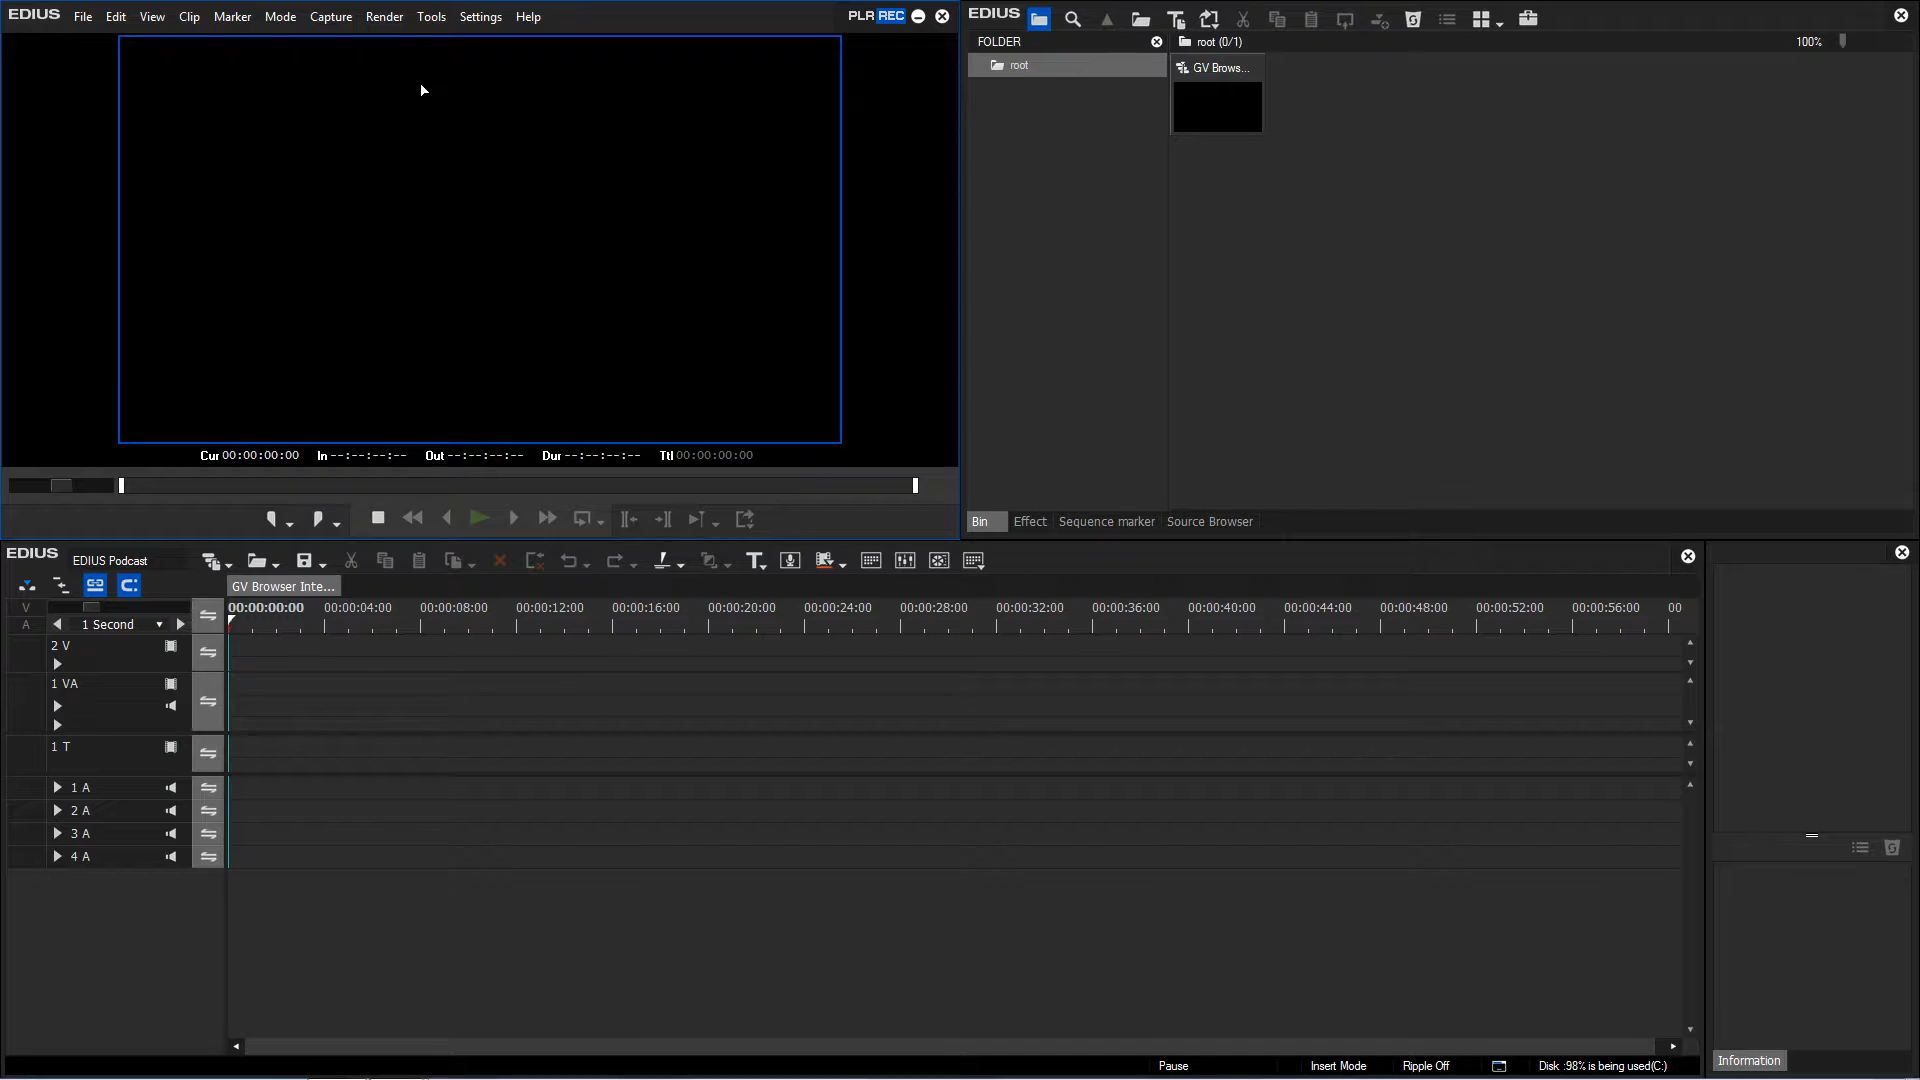 EDIUS File Edit View Clip Marker Mode Capture Render Tools Settings Help PLR REC
Cur 00:00:00:00 In --:--:--:-- Out --:--:--:-- Dur --:--:--:-- Ttl 00:00:00:00
EDIUS
FOLDER root (0/1) 100%
root
GV Brows...
Bin Effect Sequence marker Source Browser
EDIUS EDIUS Podcast
GV Browser Inte...
V 00:00:00:00 00:00:04:00 00:00:08:00 00:00:12:00 00:00:16:00 00:00:20:00 00:00:24:00 00:00:28:00 00:00:32:00 00:00:36:00 00:00:40:00 00:00:44:00 00:00:48:00 00:00:52:00 00:00:56:00 00
A 1 Second
2 V
1 VA
1 T
1 A
2 A
3 A
4 A
Information
Pause Insert Mode Ripple Off Disk :98% is being used(C:)